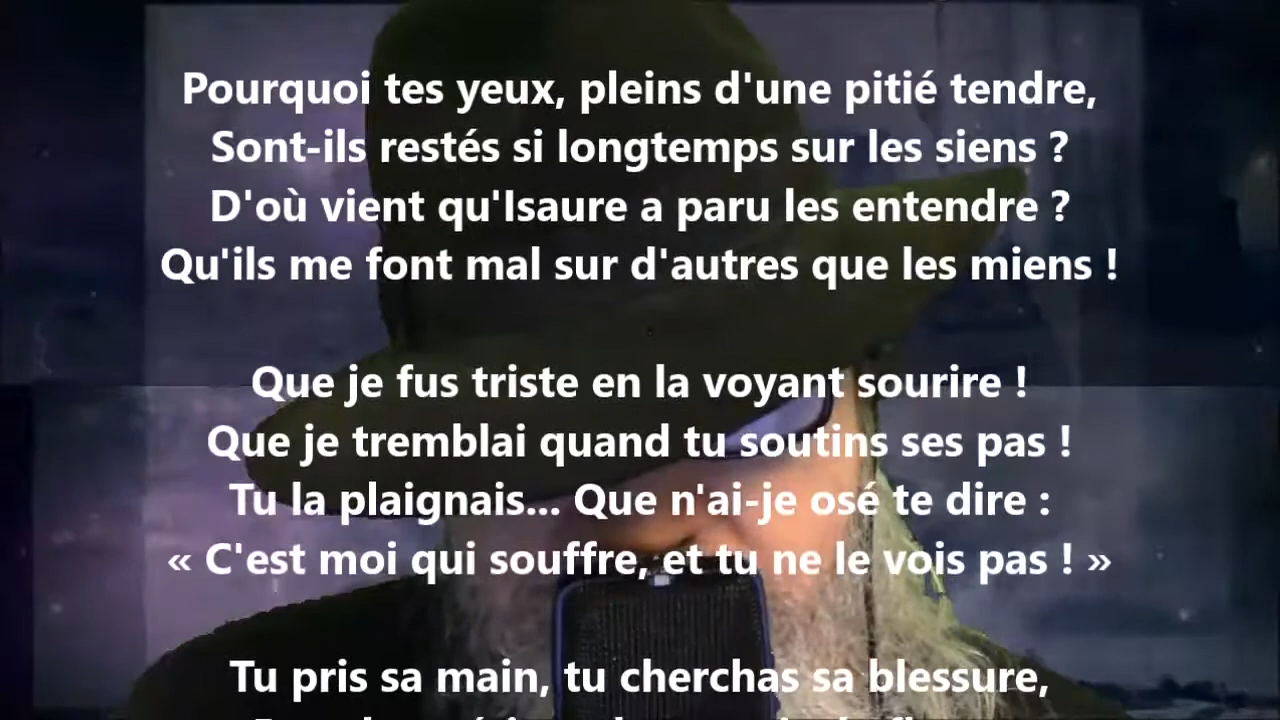 Pourquoi tes yeux, pleins d'une pitié tendre,
Sont-ils restés si longtemps sur les siens ?
D'où vient qu'Isaure a paru les entendre ?
Qu'ils me font mal sur d'autres que les miens !
Que je fus triste en la voyant sourire !
Que je tremblai quand tu soutins ses pas !
Tu la plaignais... Que n'ai-je osé te dire :
« C'est moi qui souffre, et tu ne le vois pas ! »
Tu pris sa main, tu cherchas sa blessure,